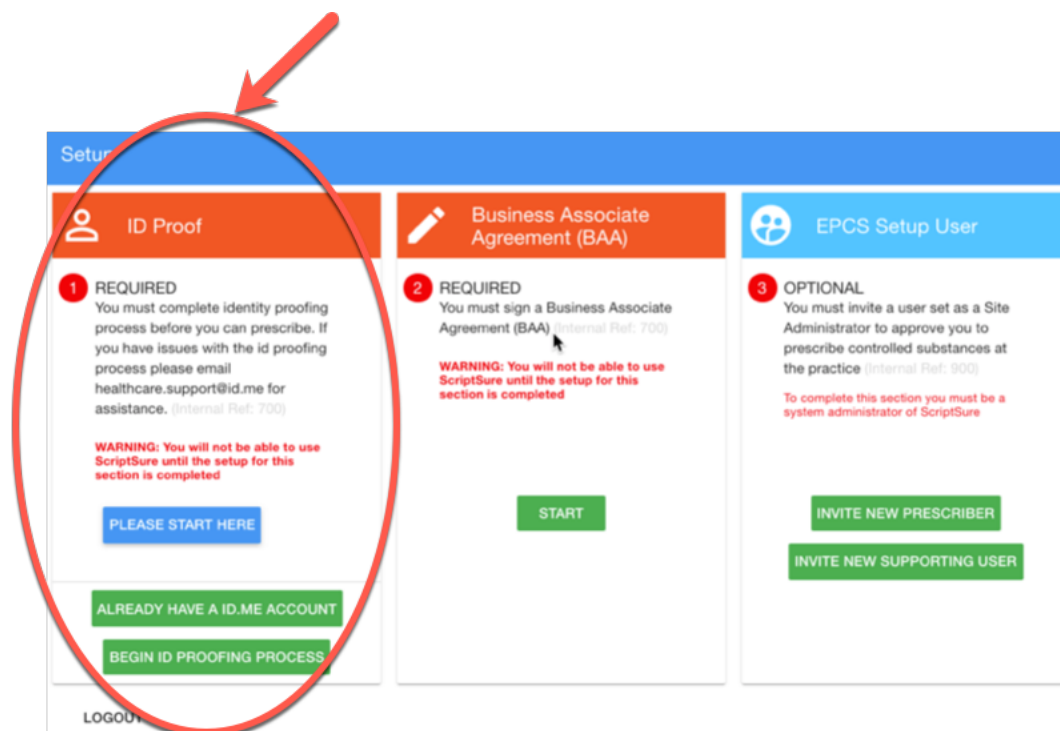 Setup
ID Proof
1 REQUIRED
You must complete identity proofing
process before you can prescribe. If
you have issues with the id proofing
process please email
healthcare.support@id.me for
assistance. (Internal Ref: 700)
WARNING: You will not be able to use
ScriptSure until the setup for this
section is completed
PLEASE START HERE
ALREADY HAVE A ID.ME ACCOUNT
BEGIN ID PROOFING PROCESS
Business Associate
Agreement (BAA)
2 REQUIRED
You must sign a Business Associate
Agreement (BAA) (Internal Ref: 700)
WARNING: You will not be able to use
ScriptSure until the setup for this
section is completed
START
EPCS Setup User
3 OPTIONAL
You must invite a user set as a Site
Administrator to approve you to
prescribe controlled substances at
the practice (Internal Ref: 900)
To complete this section you must be a
system administrator of ScriptSure
INVITE NEW PRESCRIBER
INVITE NEW SUPPORTING USER
LOGOUT